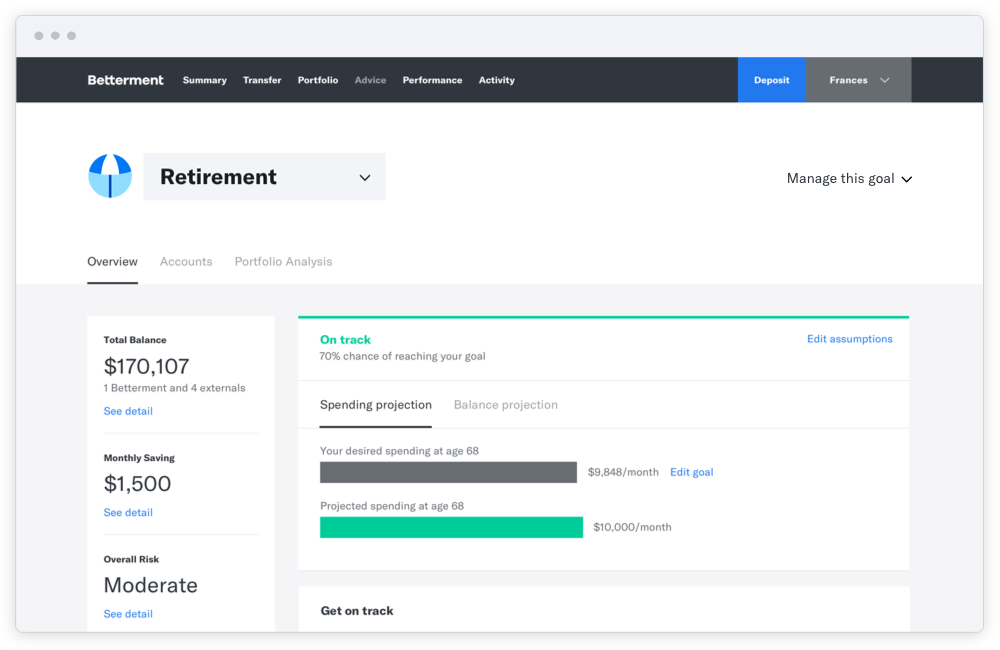 Betterment Summary Transfer Portfolio Advice Performance Activity Deposit Frances
Retirement
Manage this goal
Overview Accounts Portfolio Analysis
Total Balance
$170,107
1 Betterment and 4 externals
See detail
Monthly Saving
$1,500
See detail
Overall Risk
Moderate
See detail
On track
Edit assumptions
70% chance of reaching your goal
Spending projection Balance projection
Your desired spending at age 68
$9,848/month Edit goal
Projected spending at age 68
$10,000/month
Get on track